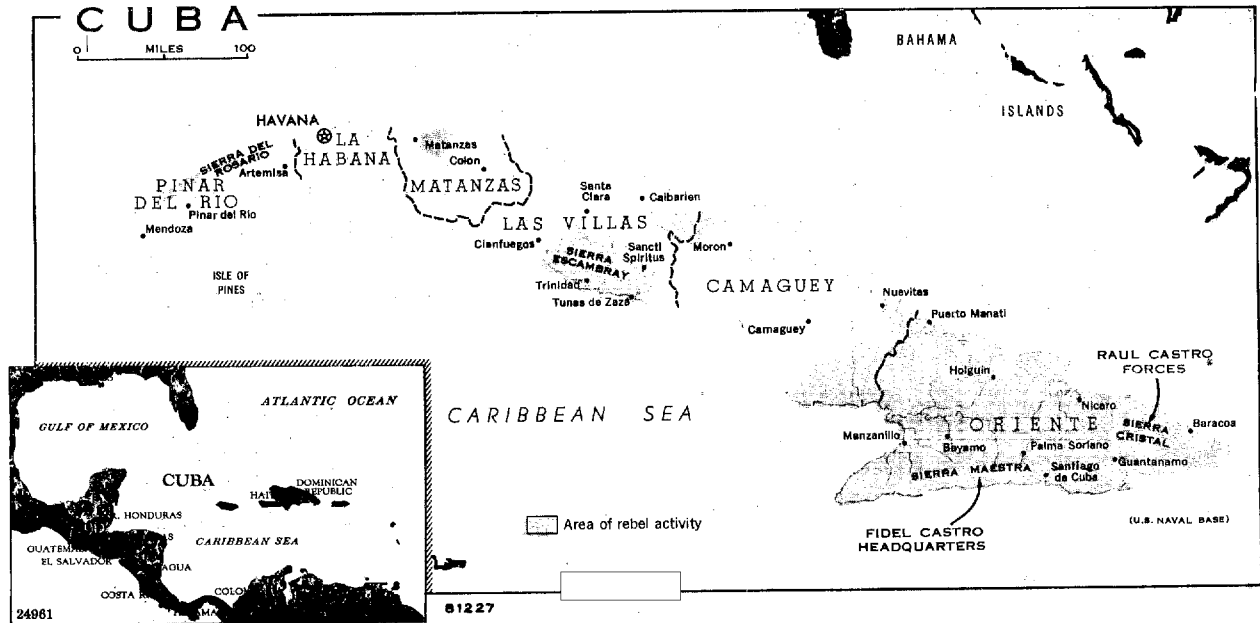 CUBA
0 MILES 100
BAHAMA
ISLANDS
HAVANA
LA
HABANA
SIERRA DEL
ROSARIO
Artemisa
PINAR
DEL RIO
Pinar del Rio
Mendoza
ISLE OF
PINES
Matanzas
Colon
MATANZAS
Santa
Clara
Caibarien
LAS VILLAS
Cienfuegos
SIERRA
ESCAMBRAY
Sancti
Spiritus
Moron
Trinidad
Tunas de Zaza
CAMAGUEY
Camaguey
Nuevitas
Puerto Manati
Holguin
RAUL CASTRO
FORCES
Nicaro
ORIENTE
SIERRA
CRISTAL
Baracoa
Manzanillo
Bayamo
Palma Soriano
SIERRA MAESTRA
Santiago
de Cuba
Guantanamo
(U.S. NAVAL BASE)
FIDEL CASTRO
HEADQUARTERS
CARIBBEAN SEA
Area of rebel activity
ATLANTIC OCEAN
GULF OF MEXICO
CUBA
HAITI
DOMINICAN
REPUBLIC
HONDURAS
CARIBBEAN SEA
EL SALVADOR
24961
81227